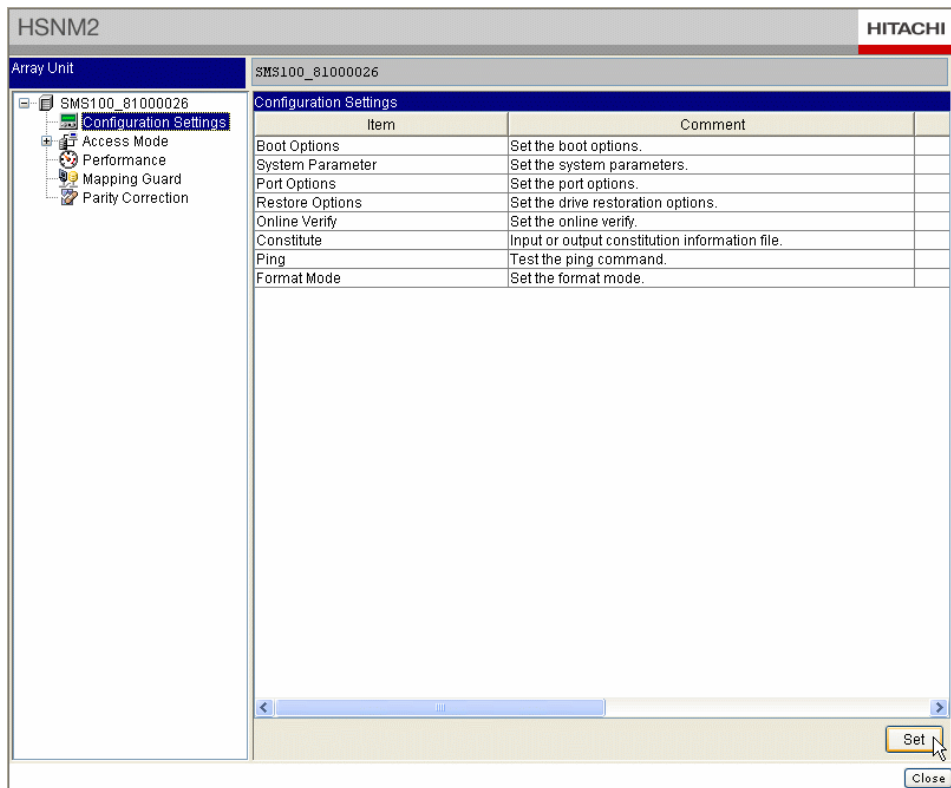 HSNM2
HITACHI
Array Unit
SMS100_81000026
SMS100_81000026
Configuration Settings
Access Mode
Performance
Mapping Guard
Parity Correction
Configuration Settings
Item Comment
Boot Options Set the boot options.
System Parameter Set the system parameters.
Port Options Set the port options.
Restore Options Set the drive restoration options.
Online Verify Set the online verify.
Constitute Input or output constitution information file.
Ping Test the ping command.
Format Mode Set the format mode.
Set
Close